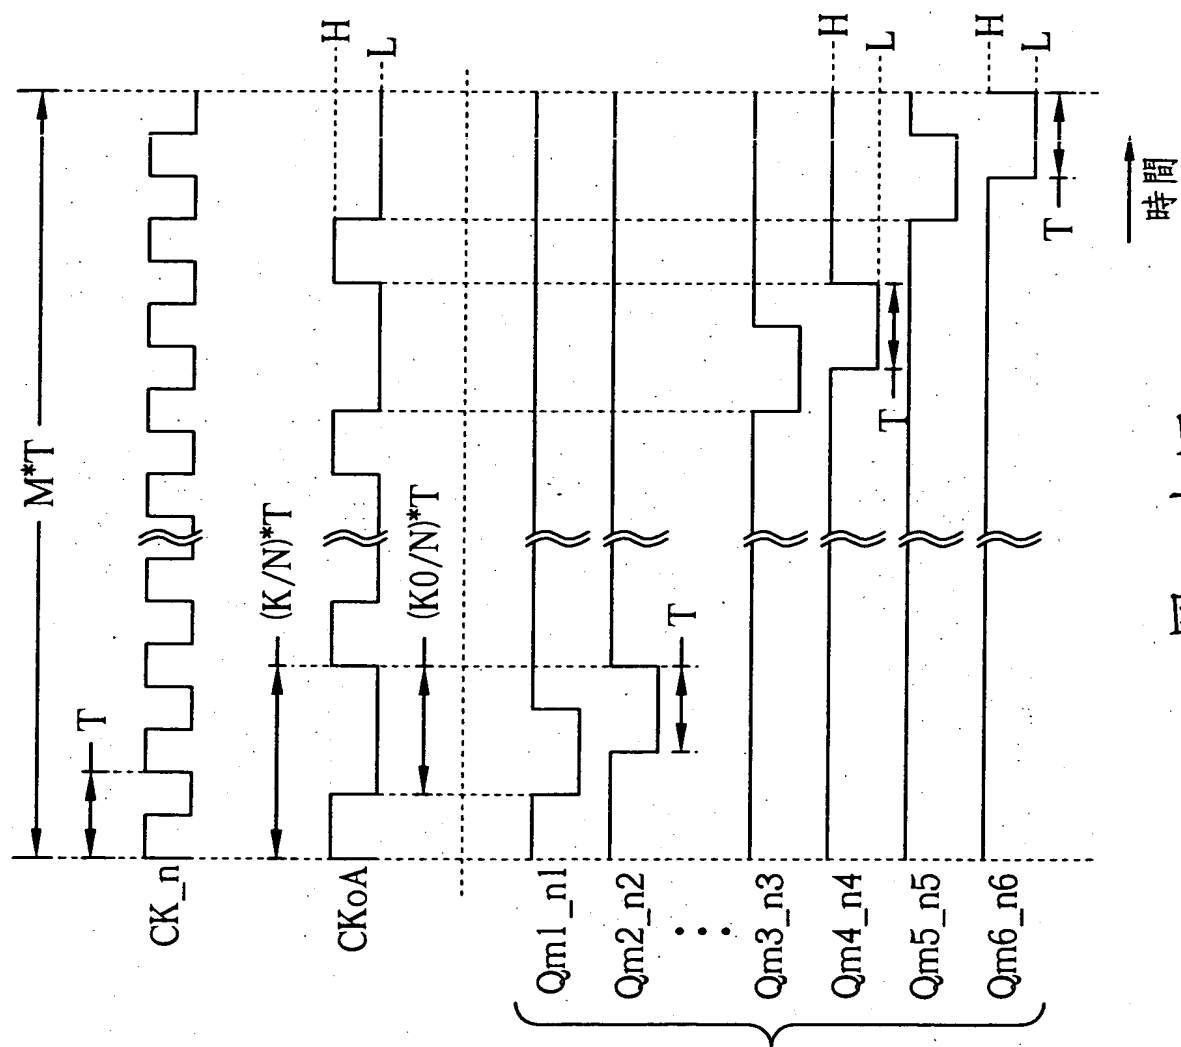 M*T
T
CK_n
(K/N)*T
H
L
CKoA
(K0/N)*T
Qm1_n1
T
Qm2_n2
Qm3_n3
H
L
Qm4_n4
T
Qm5_n5
H
L
Qm6_n6
T
時間